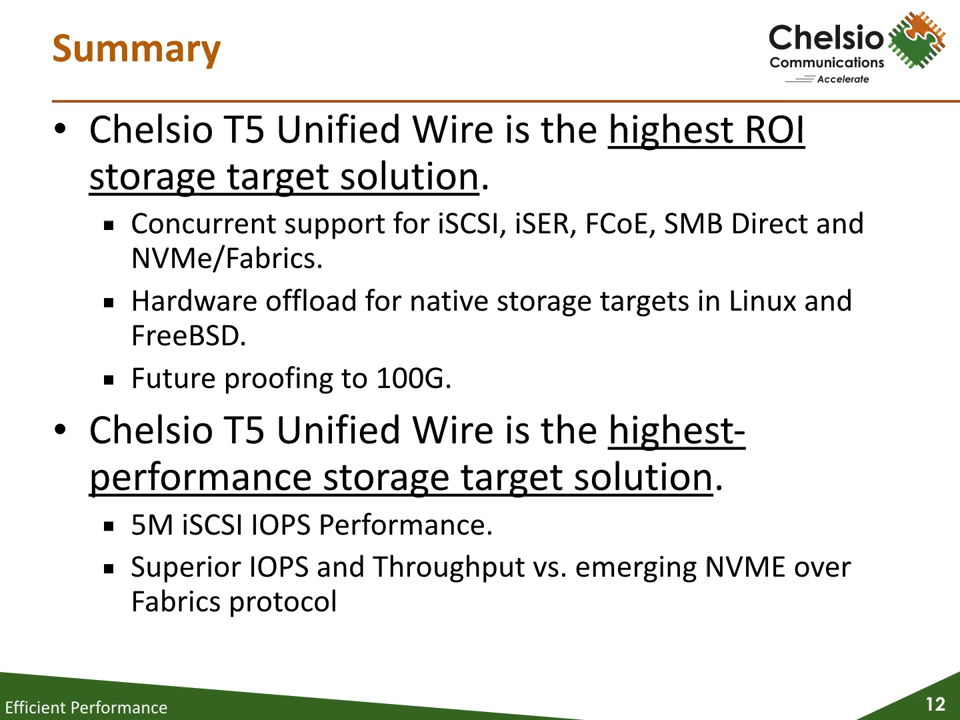 Summary
Chelsio
Communications
Accelerate
• Chelsio T5 Unified Wire is the highest ROI
storage target solution.
▪ Concurrent support for iSCSI, iSER, FCoE, SMB Direct and
NVMe/Fabrics.
▪ Hardware offload for native storage targets in Linux and
FreeBSD.
▪ Future proofing to 100G.
• Chelsio T5 Unified Wire is the highest-
performance storage target solution.
▪ 5M iSCSI IOPS Performance.
▪ Superior IOPS and Throughput vs. emerging NVME over
Fabrics protocol
Efficient Performance
12